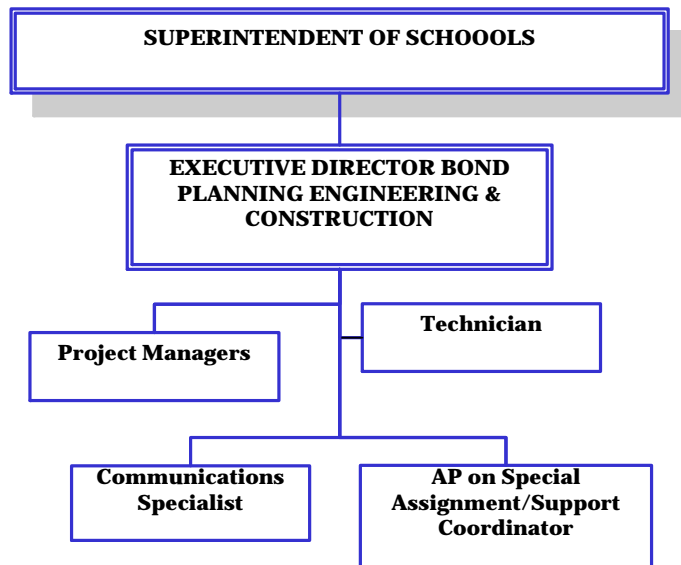 SUPERINTENDENT OF SCHOOOLS
EXECUTIVE DIRECTOR BOND
PLANNING ENGINEERING &
CONSTRUCTION
Technician
Project Managers
Communications
Specialist
AP on Special
Assignment/Support
Coordinator